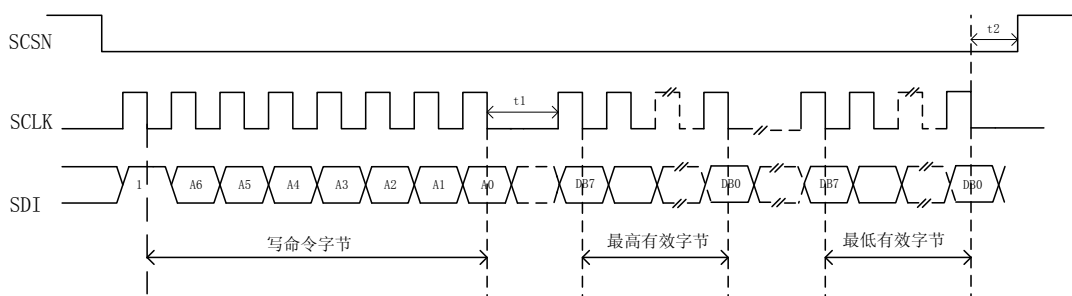 SCSN
t2
SCLK
t1
SDI
1 A6 A5 A4 A3 A2 A1 A0 DB7 DB0 DB7 DB0
写命令字节 最高有效字节 最低有效字节